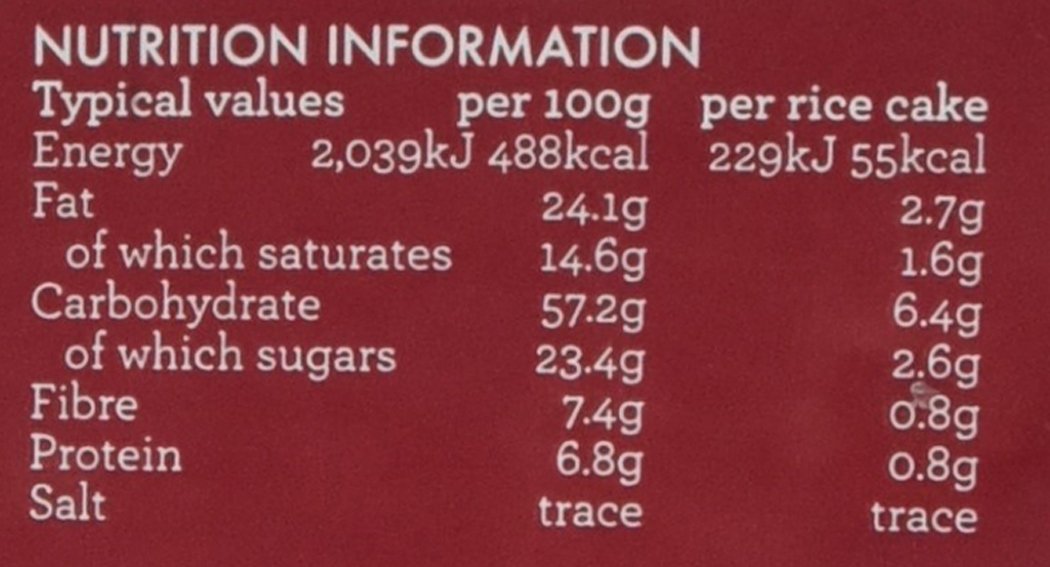 NUTRITION INFORMATION
Typical values per 100g per rice cake
Energy 2,039kJ 488kcal 229kJ 55kcal
Fat 24.1g 2.7g
of which saturates 14.6g 1.6g
Carbohydrate 57.2g 6.4g
of which sugars 23.4g 2.6g
Fibre 7.4g 0.8g
Protein 6.8g 0.8g
Salt trace trace